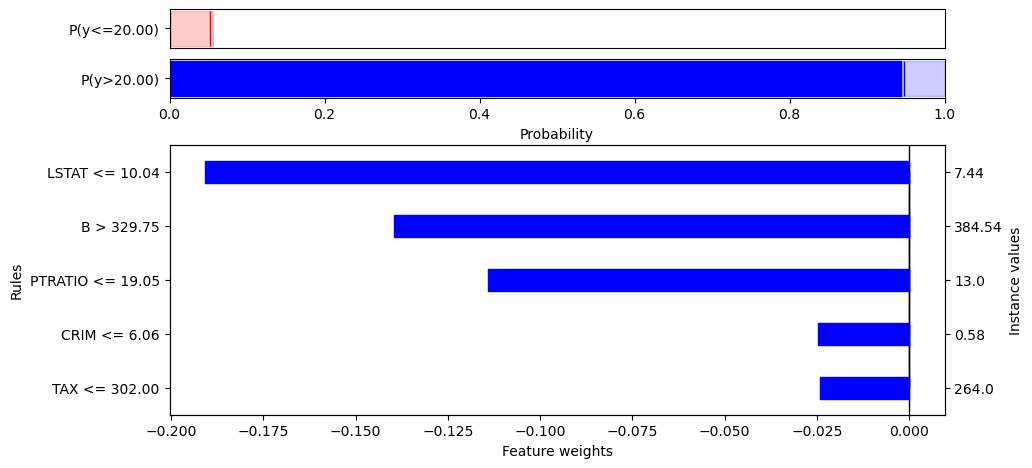 P(y<=20.00)
P(y>20.00)
0.0 0.2 0.4 0.6 0.8 1.0
Probability
Rules
LSTAT <= 10.04 7.44
B > 329.75 384.54
PTRATIO <= 19.05 13.0
CRIM <= 6.06 0.58
TAX <= 302.00 264.0
Instance values
−0.200 −0.175 −0.150 −0.125 −0.100 −0.075 −0.050 −0.025 0.000
Feature weights